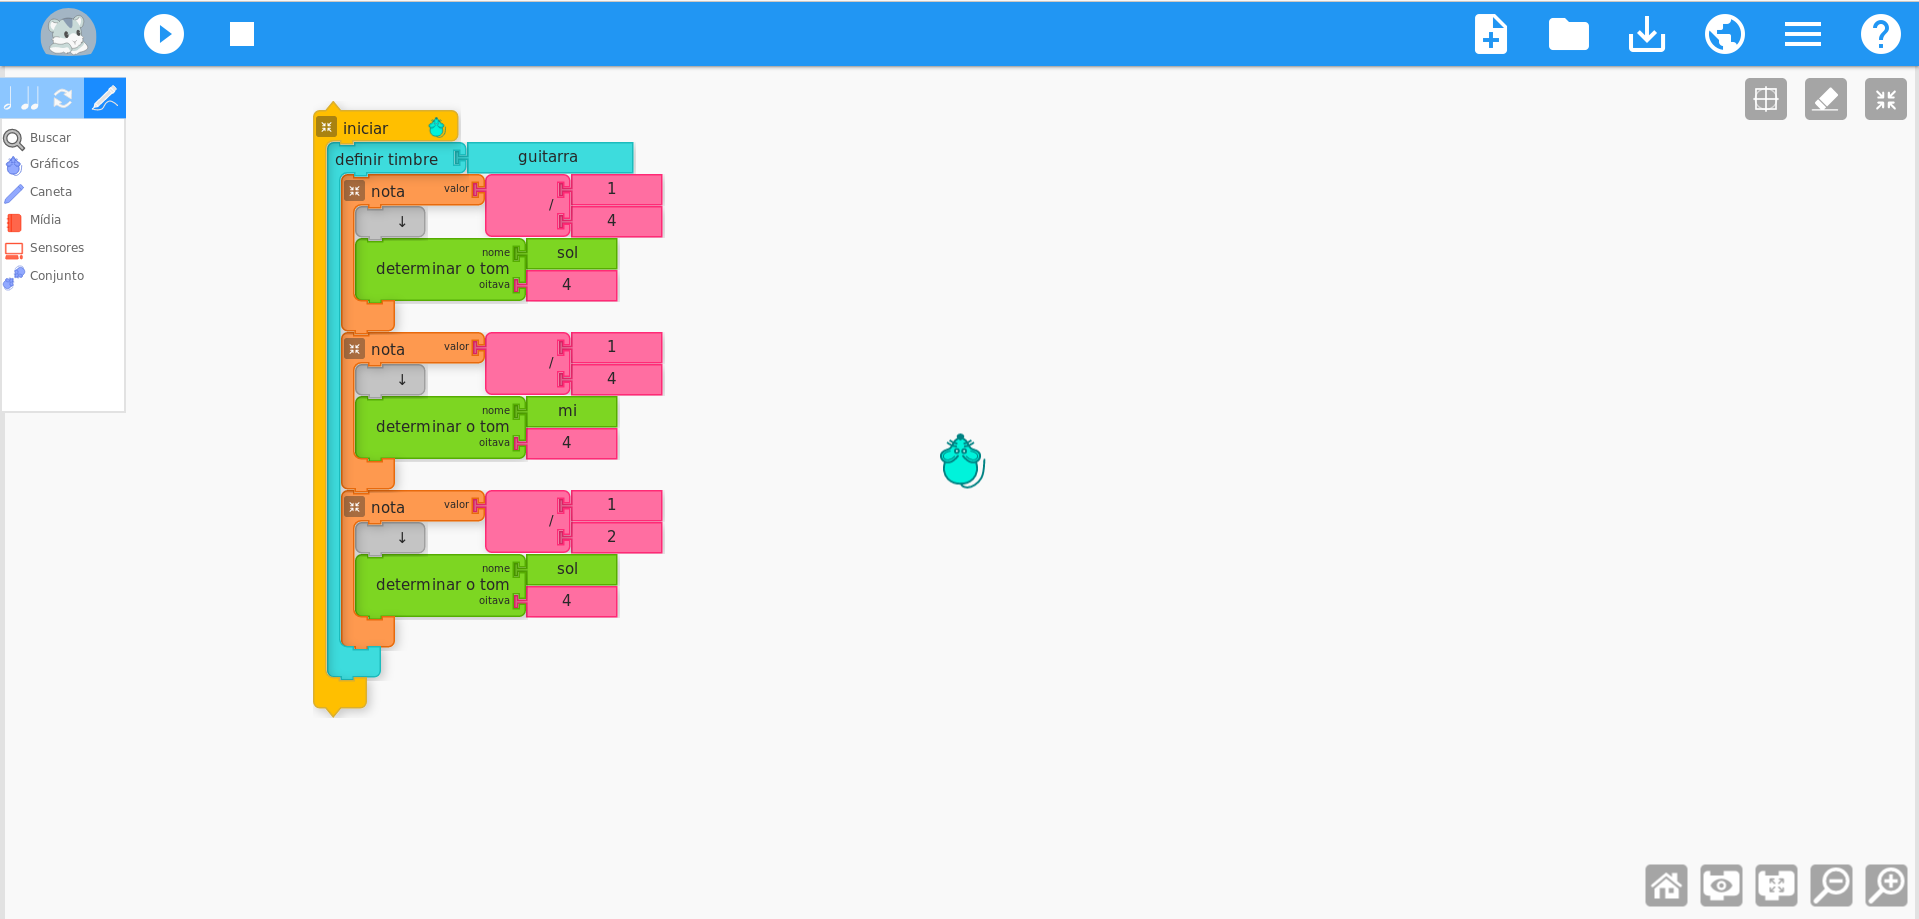 Buscar
Gráficos
Caneta
Mídia
Sensores
Conjunto
iniciar
definir timbre guitarra
nota valor / 1
4
↓
determinar o tom nome sol
oitava 4
nota valor / 1
4
↓
determinar o tom nome mi
oitava 4
nota valor / 1
2
↓
determinar o tom nome sol
oitava 4